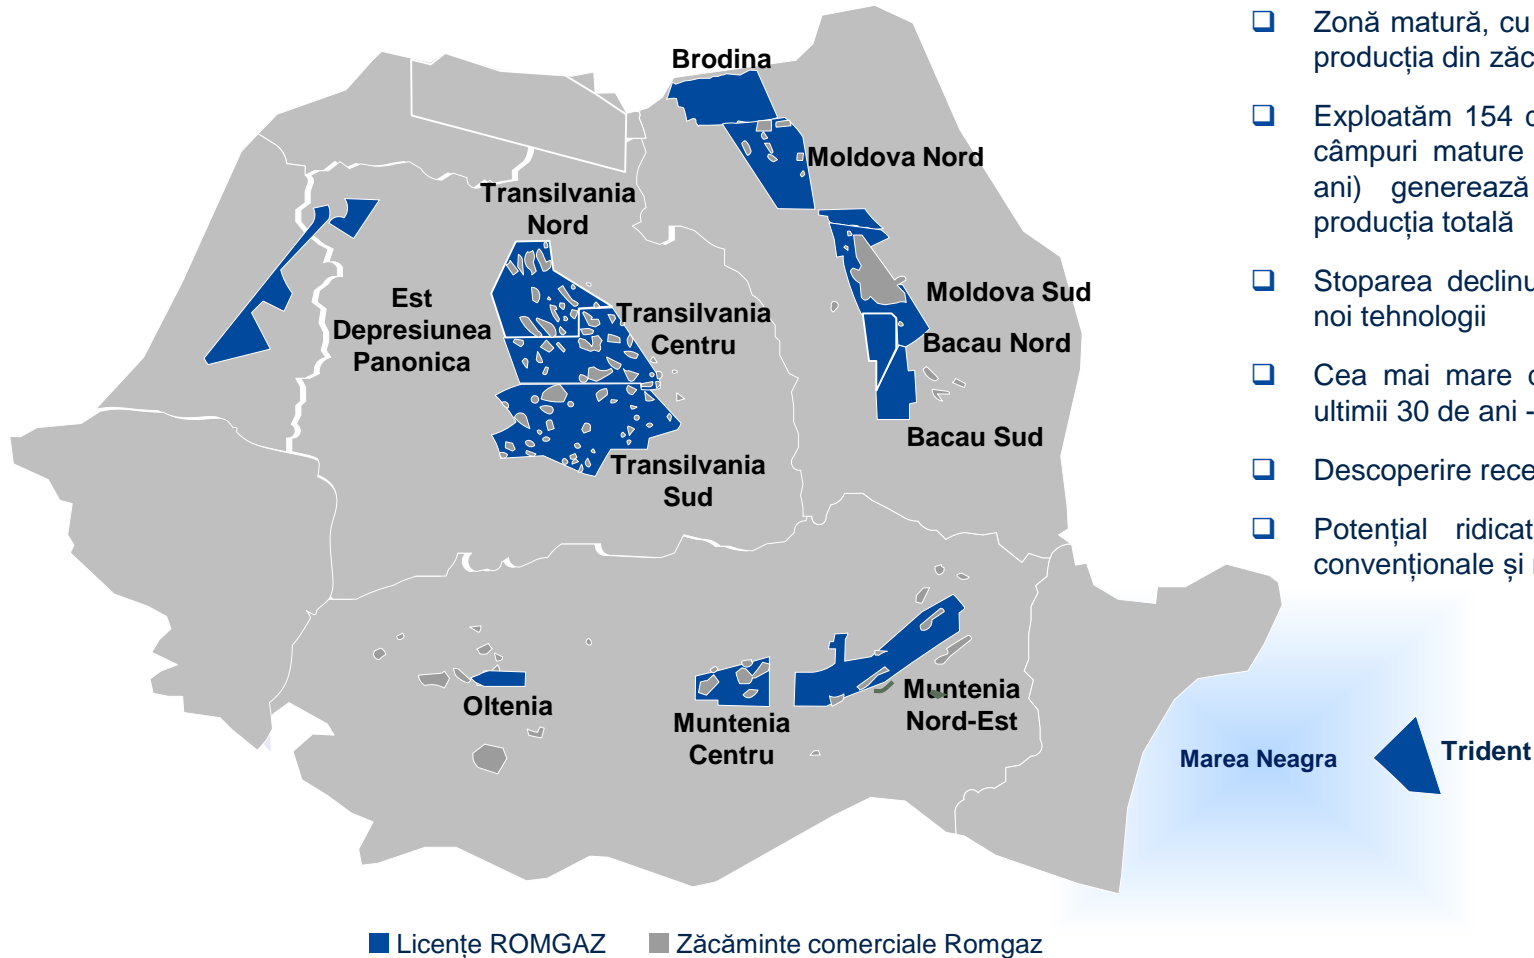 Brodina
Moldova Nord
Transilvania
Nord
Est
Depresiunea
Panonica
Transilvania
Centru
Moldova Sud
Bacau Nord
Bacau Sud
Transilvania
Sud
Oltenia
Muntenia
Centru
Muntenia
Nord-Est
Marea Neagra
Trident
Licențe ROMGAZ
Zăcăminte comerciale Romgaz
Zonă matură, cu
producția din
Exploatăm 154
câmpuri mature
ani) generează
producția totală
Stoparea
noi tehnologii
Cea mai mare
ultimii 30 de ani -
Descoperire
Potențial ridicat
convenționale și